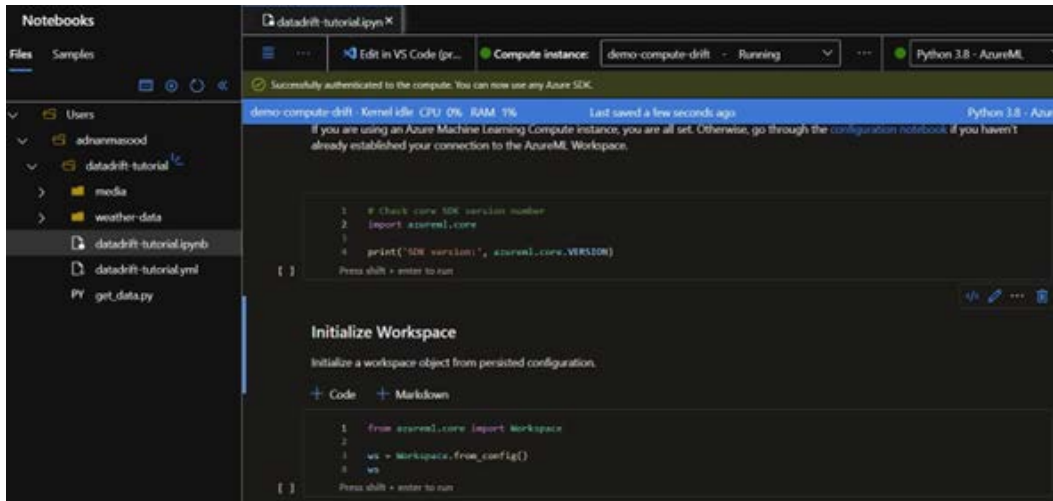 Notebooks
Files Samples
Users
adnanmasood
datadrift-tutorial
media
weather-data
datadrift-tutorial.ipynb
datadrift-tutorial.yml
PY get_data.py
datadrift-tutorial.ipyn ×
Edit in VS Code (pr... Compute instance: demo-compute-drift - Running Python 3.8 - AzureML
Successfully authenticated to the compute. You can now use any Azure SDK.
demo-compute-drift · Kernel idle CPU 0% RAM 1% Last saved a few seconds ago Python 3.8 - Azur
If you are using an Azure Machine Learning Compute instance, you are all set. Otherwise, go through the configuration notebook if you haven't
already established your connection to the AzureML Workspace.
1 # Check core SDK version number
2 import azureml.core
3
4 print('SDK version:', azureml.core.VERSION)
[ ] Press shift + enter to run
Initialize Workspace
Initialize a workspace object from persisted configuration.
+ Code + Markdown
1 from azureml.core import Workspace
2
3 ws = Workspace.from_config()
4 ws
[ ] Press shift + enter to run